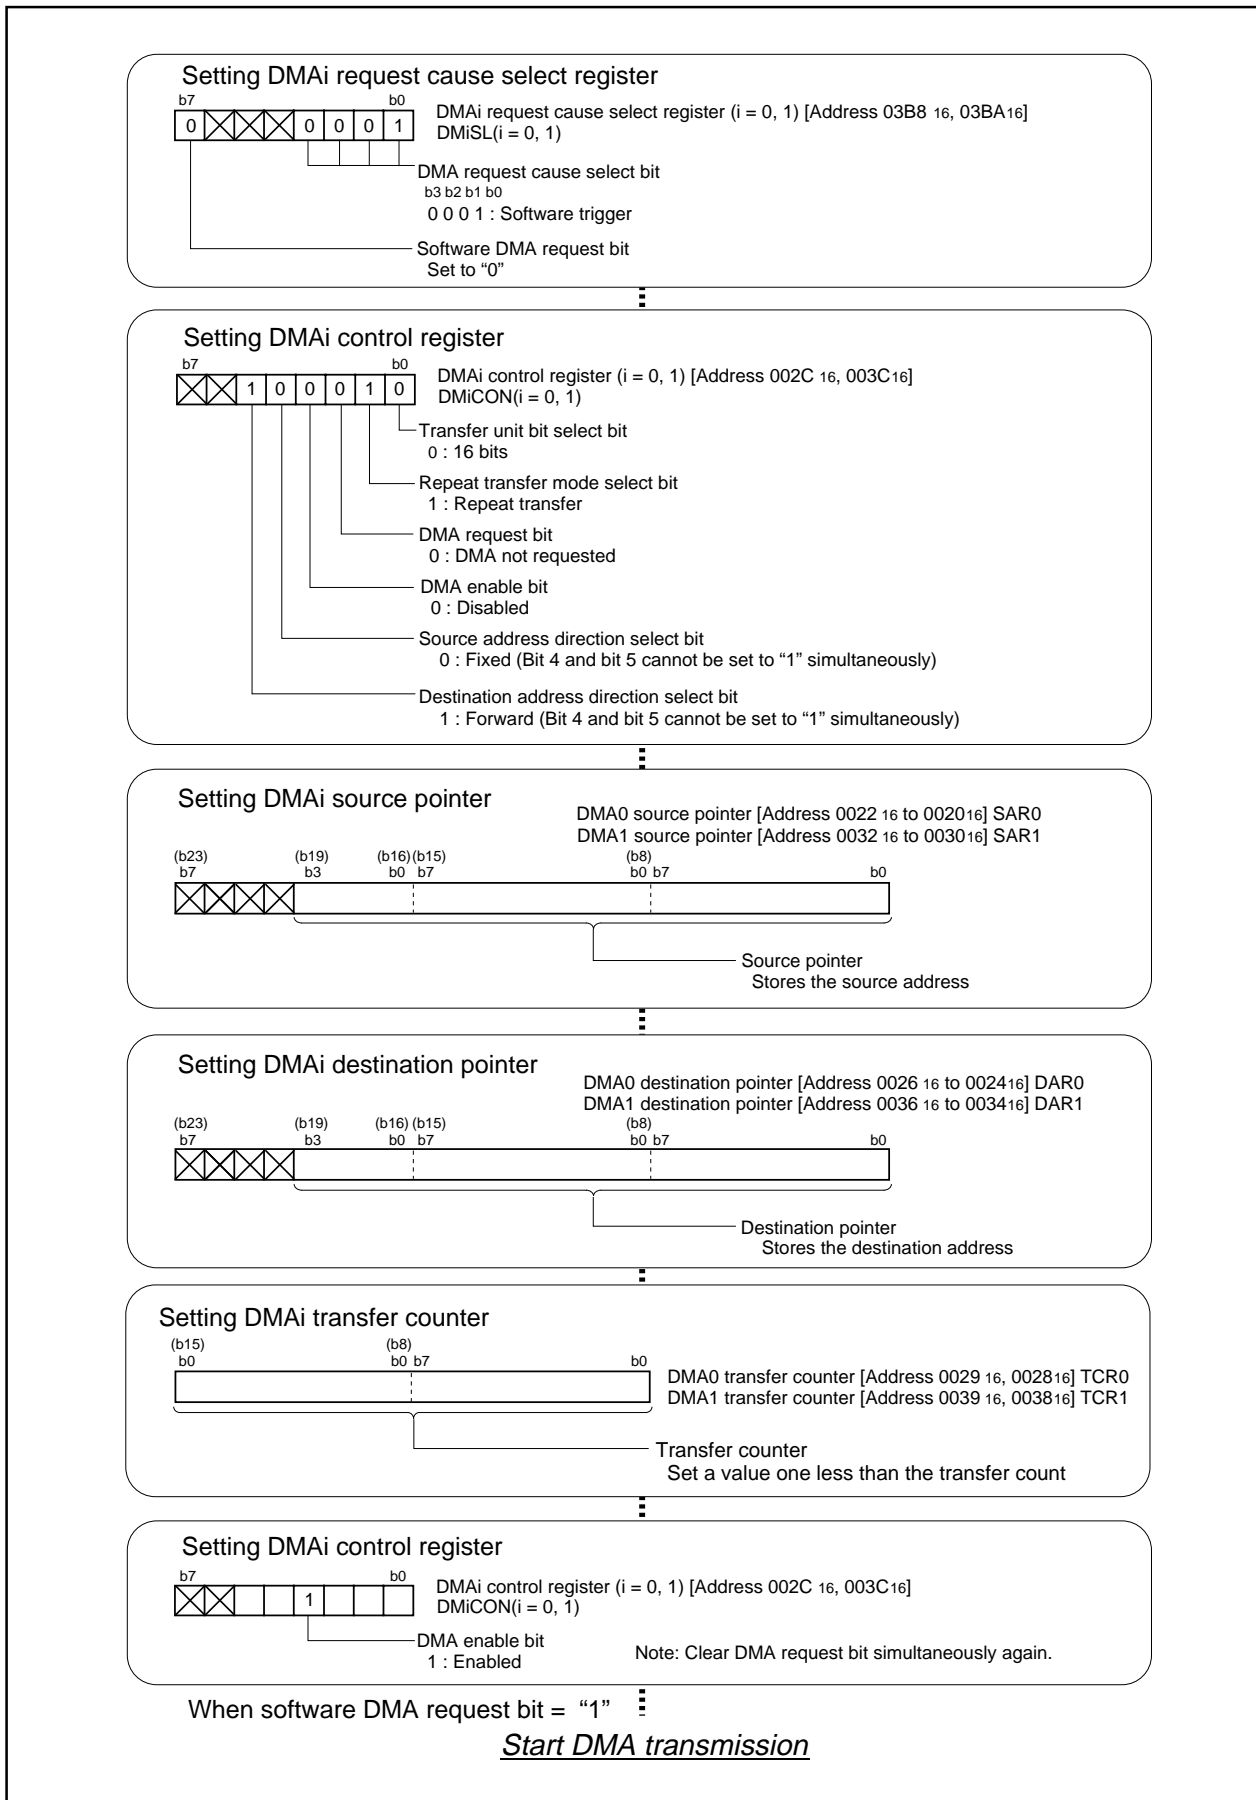 Setting DMAi request cause select register
b7 b0
0 0 0 0 1
DMAi request cause select register (i = 0, 1) [Address 03B8 16, 03BA16]
DMiSL(i = 0, 1)
DMA request cause select bit
b3 b2 b1 b0
0 0 0 1 : Software trigger
Software DMA request bit
Set to “0”
Setting DMAi control register
b7 b0
1 0 0 0 1 0
DMAi control register (i = 0, 1) [Address 002C 16, 003C16]
DMiCON(i = 0, 1)
Transfer unit bit select bit
0 : 16 bits
Repeat transfer mode select bit
1 : Repeat transfer
DMA request bit
0 : DMA not requested
DMA enable bit
0 : Disabled
Source address direction select bit
0 : Fixed (Bit 4 and bit 5 cannot be set to “1” simultaneously)
Destination address direction select bit
1 : Forward (Bit 4 and bit 5 cannot be set to “1” simultaneously)
Setting DMAi source pointer
DMA0 source pointer [Address 0022 16 to 002016] SAR0
DMA1 source pointer [Address 0032 16 to 003016] SAR1
(b23) (b19) (b16) (b15) (b8)
b7 b3 b0 b7 b0 b7 b0
Source pointer
Stores the source address
Setting DMAi destination pointer
DMA0 destination pointer [Address 0026 16 to 002416] DAR0
DMA1 destination pointer [Address 0036 16 to 003416] DAR1
(b23) (b19) (b16) (b15) (b8)
b7 b3 b0 b7 b0 b7 b0
Destination pointer
Stores the destination address
Setting DMAi transfer counter
(b15) (b8)
b0 b0 b7 b0
DMA0 transfer counter [Address 0029 16, 002816] TCR0
DMA1 transfer counter [Address 0039 16, 003816] TCR1
Transfer counter
Set a value one less than the transfer count
Setting DMAi control register
b7 b0
1
DMAi control register (i = 0, 1) [Address 002C 16, 003C16]
DMiCON(i = 0, 1)
DMA enable bit
1 : Enabled
Note: Clear DMA request bit simultaneously again.
When software DMA request bit = “1”
Start DMA transmission